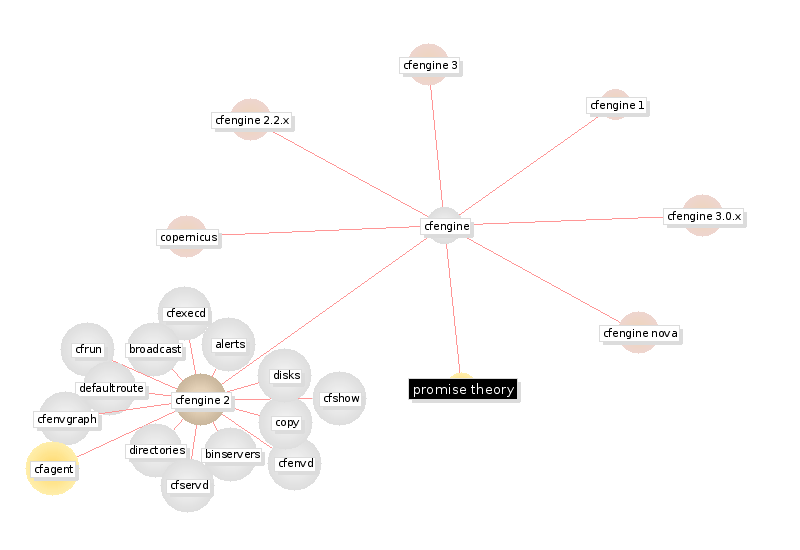 cfengine 3
cfengine 1
cfengine 2.2.x
cfengine 3.0.x
cfengine
copernicus
cfexecd
cfengine nova
alerts
cfrun
broadcast
disks
defaultroute
promise theory
cfshow
cfengine 2
cfenvgraph
copy
directories
binservers
cfenvd
cfagent
cfservd